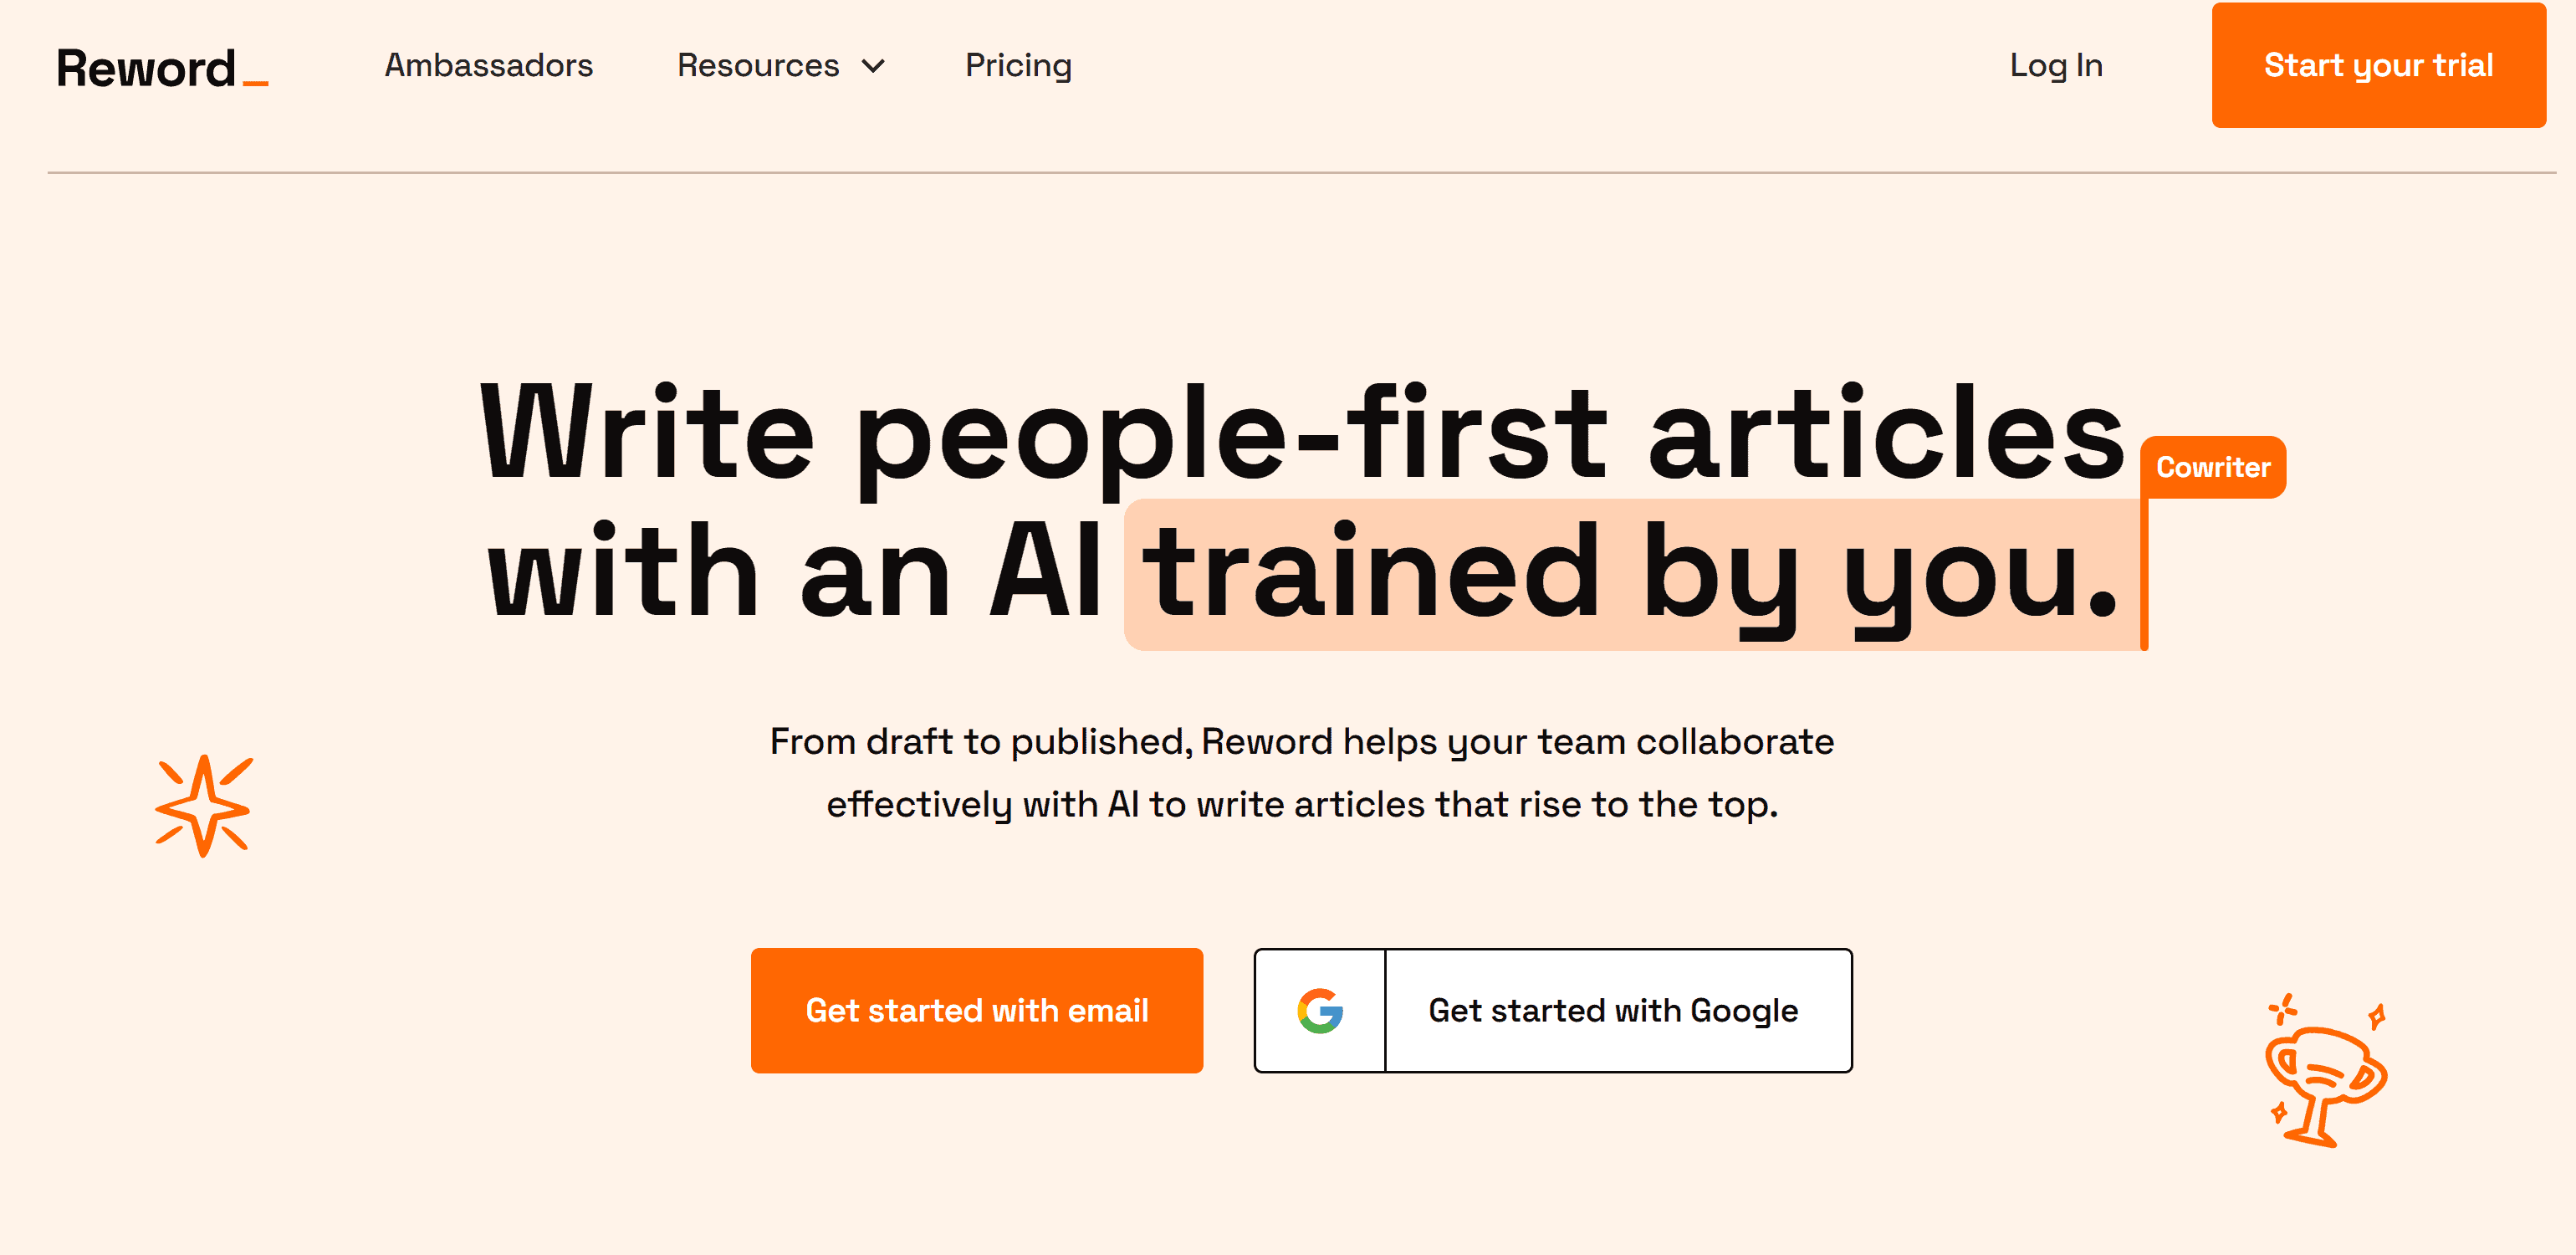 Reword_
Ambassadors
Resources
Pricing
Log In
Start your trial
Write people-first articles
Cowriter
with an AI trained by you.
From draft to published, Reword helps your team collaborate
effectively with AI to write articles that rise to the top.
Get started with email
Get started with Google